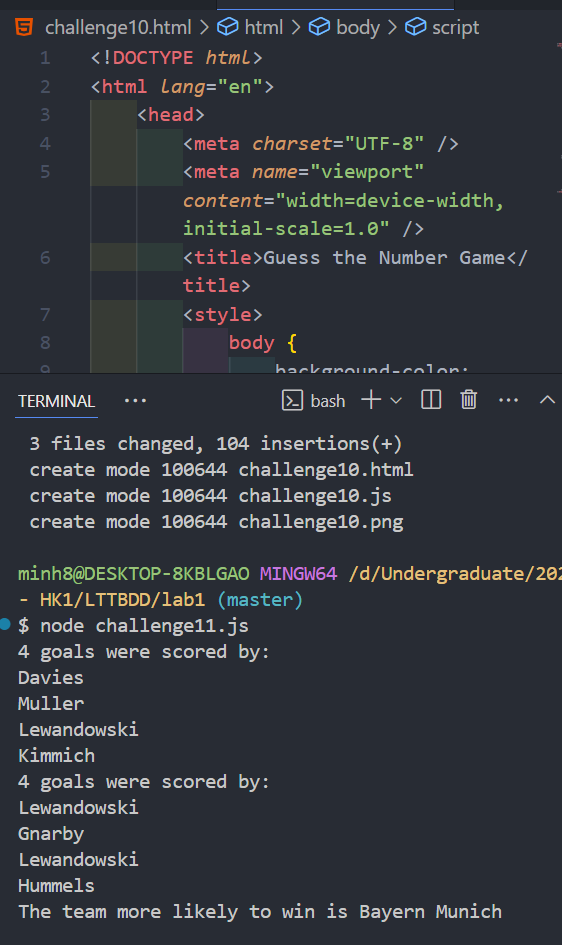 challenge10.html > html > body > script
1 <!DOCTYPE html>
2 <html lang="en">
3 <head>
4 <meta charset="UTF-8" />
5 <meta name="viewport"
content="width=device-width,
initial-scale=1.0" />
6 <title>Guess the Number Game</
title>
7 <style>
8 body {
9 background-color:
TERMINAL ··· bash ···
3 files changed, 104 insertions(+)
create mode 100644 challenge10.html
create mode 100644 challenge10.js
create mode 100644 challenge10.png
minh8@DESKTOP-8KBLGAO MINGW64 /d/Undergraduate/202
- HK1/LTTBDD/lab1 (master)
$ node challenge11.js
4 goals were scored by:
Davies
Muller
Lewandowski
Kimmich
4 goals were scored by:
Lewandowski
Gnarby
Lewandowski
Hummels
The team more likely to win is Bayern Munich